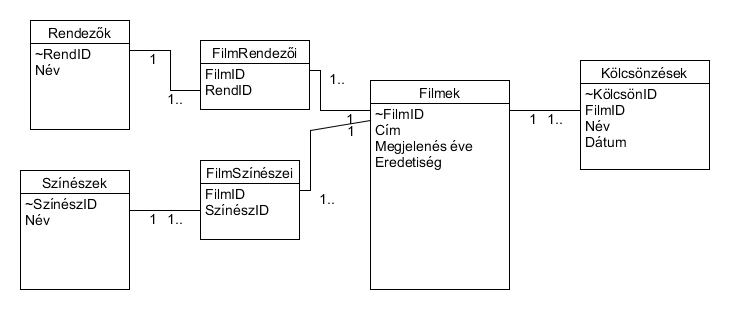 Rendezők
~RendID
Név
1
1..
FilmRendezői
FilmID
RendID
1..
1
Filmek
~FilmID
Cím
Megjelenés éve
Eredetiség
1 1..
Kölcsönzések
~KölcsönID
FilmID
Név
Dátum
Színészek
~SzínészID
Név
1 1..
FilmSzínészei
FilmID
SzínészID
1..
1